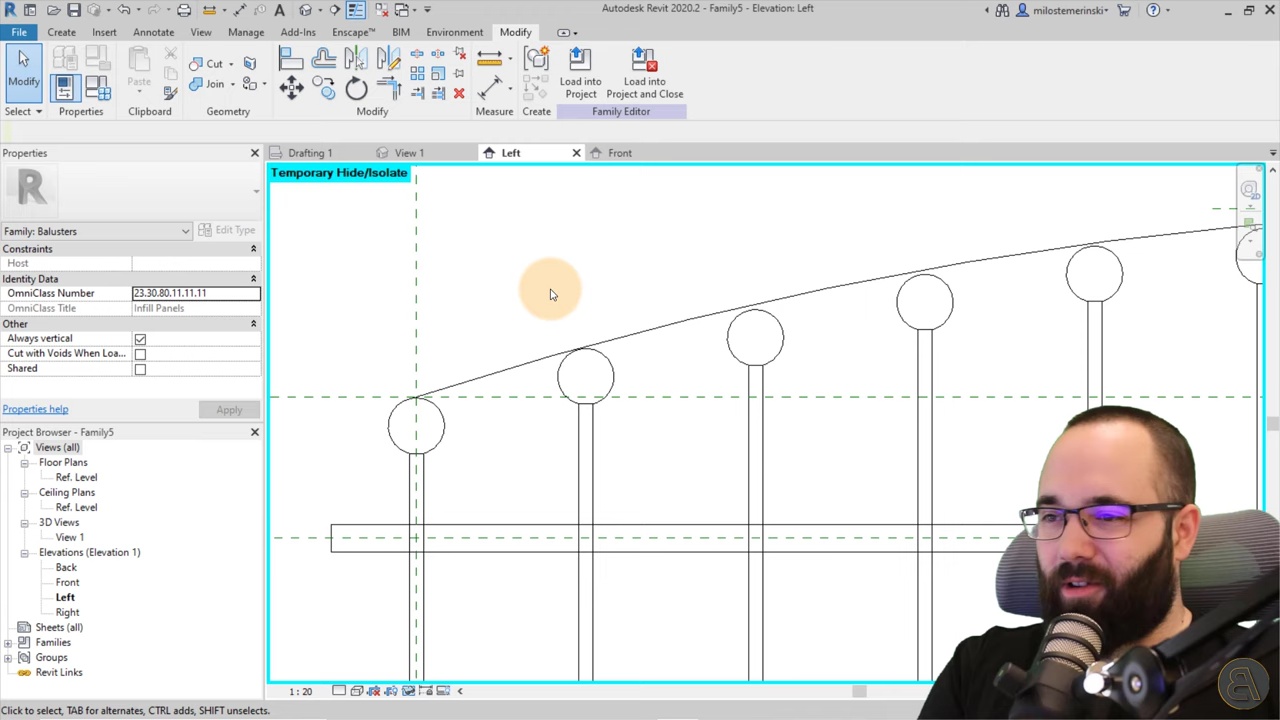 Autodesk Revit 2020.2 - Family5 - Elevation: Left
milostemerinski
File Create Insert Annotate View Manage Add-Ins Enscape™ BIM Environment Modify
Modify
Paste
Cut
Join
Load into
Project
Load into
Project and Close
Select Properties Clipboard Geometry Modify Measure Create Family Editor
Properties
Drafting 1 View 1 Left Front
Temporary Hide/Isolate
Family: Balusters
Edit Type
Constraints
Host
Identity Data
OmniClass Number 23.30.80.11.11.11
OmniClass Title Infill Panels
Other
Always vertical
Cut with Voids When Loa...
Shared
Properties help
Apply
Project Browser - Family5
Views (all)
Floor Plans
Ref. Level
Ceiling Plans
Ref. Level
3D Views
View 1
Elevations (Elevation 1)
Back
Front
Left
Right
Sheets (all)
Families
Groups
Revit Links
1 : 20
Click to select, TAB for alternates, CTRL adds, SHIFT unselects.